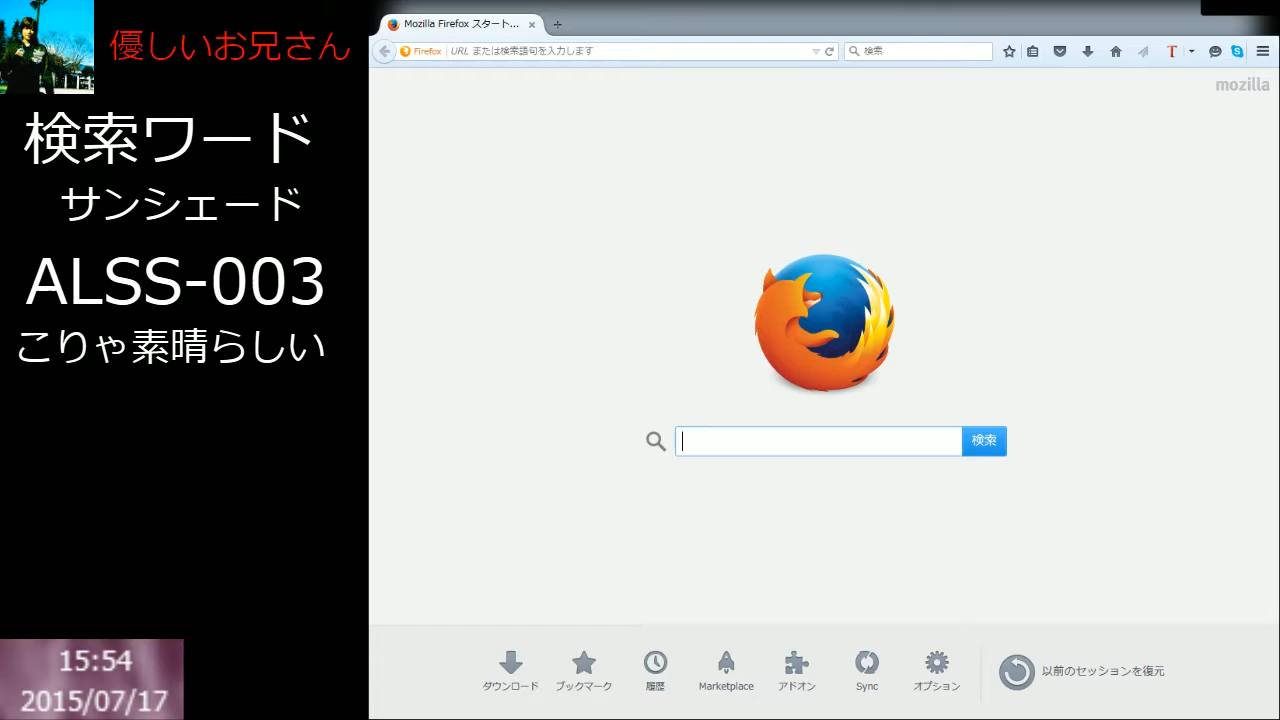 優しいお兄さん
検索ワード
サンシェード
ALSS-003
こりゃ素晴らしい
15:54
2015/07/17
Mozilla Firefox スタート...
Firefox URL または検索語句を入力します
検索
T
mozilla
検索
ダウンロード
ブックマーク
履歴
Marketplace
アドオン
Sync
オプション
以前のセッションを復元